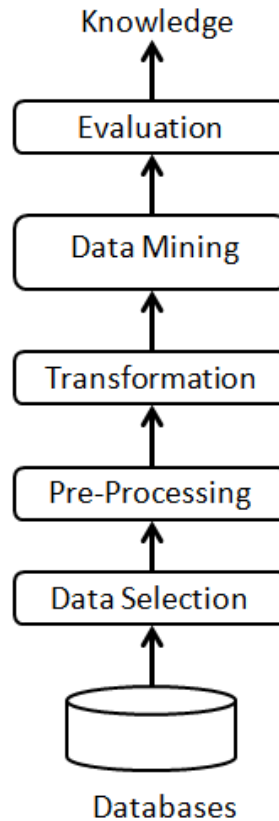 Knowledge
Evaluation
Data Mining
Transformation
Pre-Processing
Data Selection
Databases